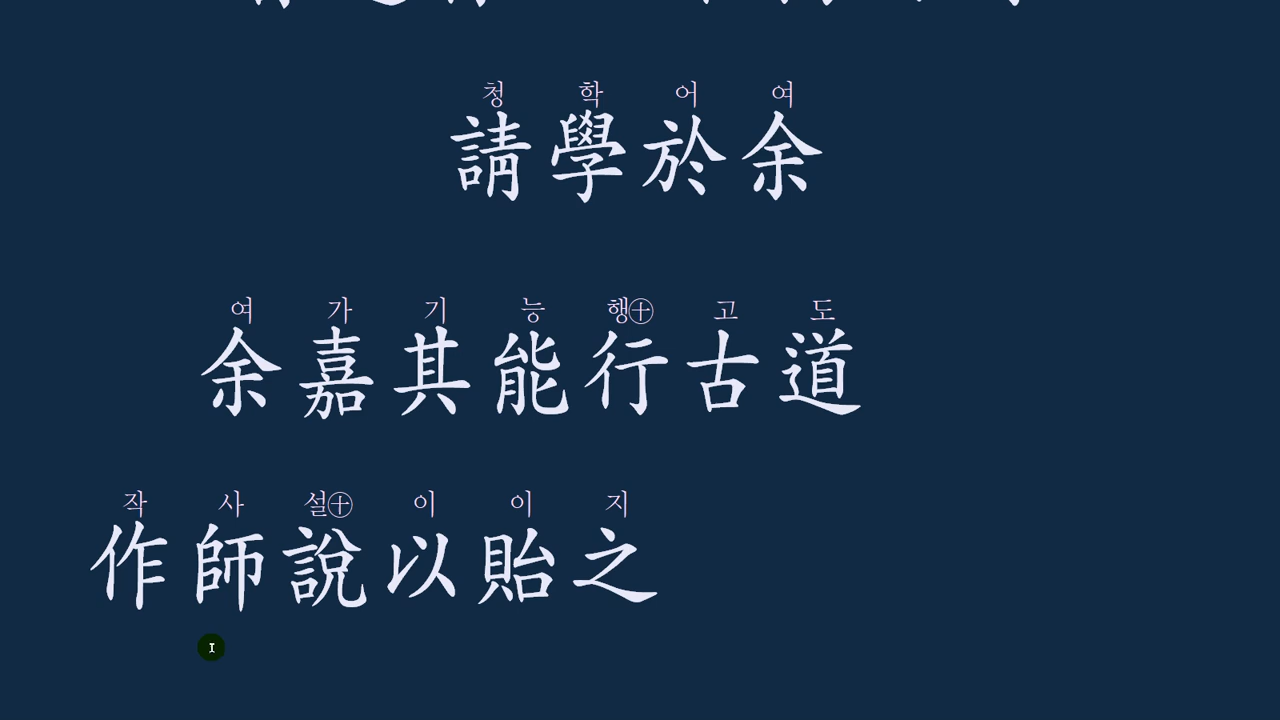 청 학 어 여
請學於余
여 가 기 능 행㊉ 고 도
余嘉其能行古道
작 사 설㊉ 이 이 지
作師說以貽之